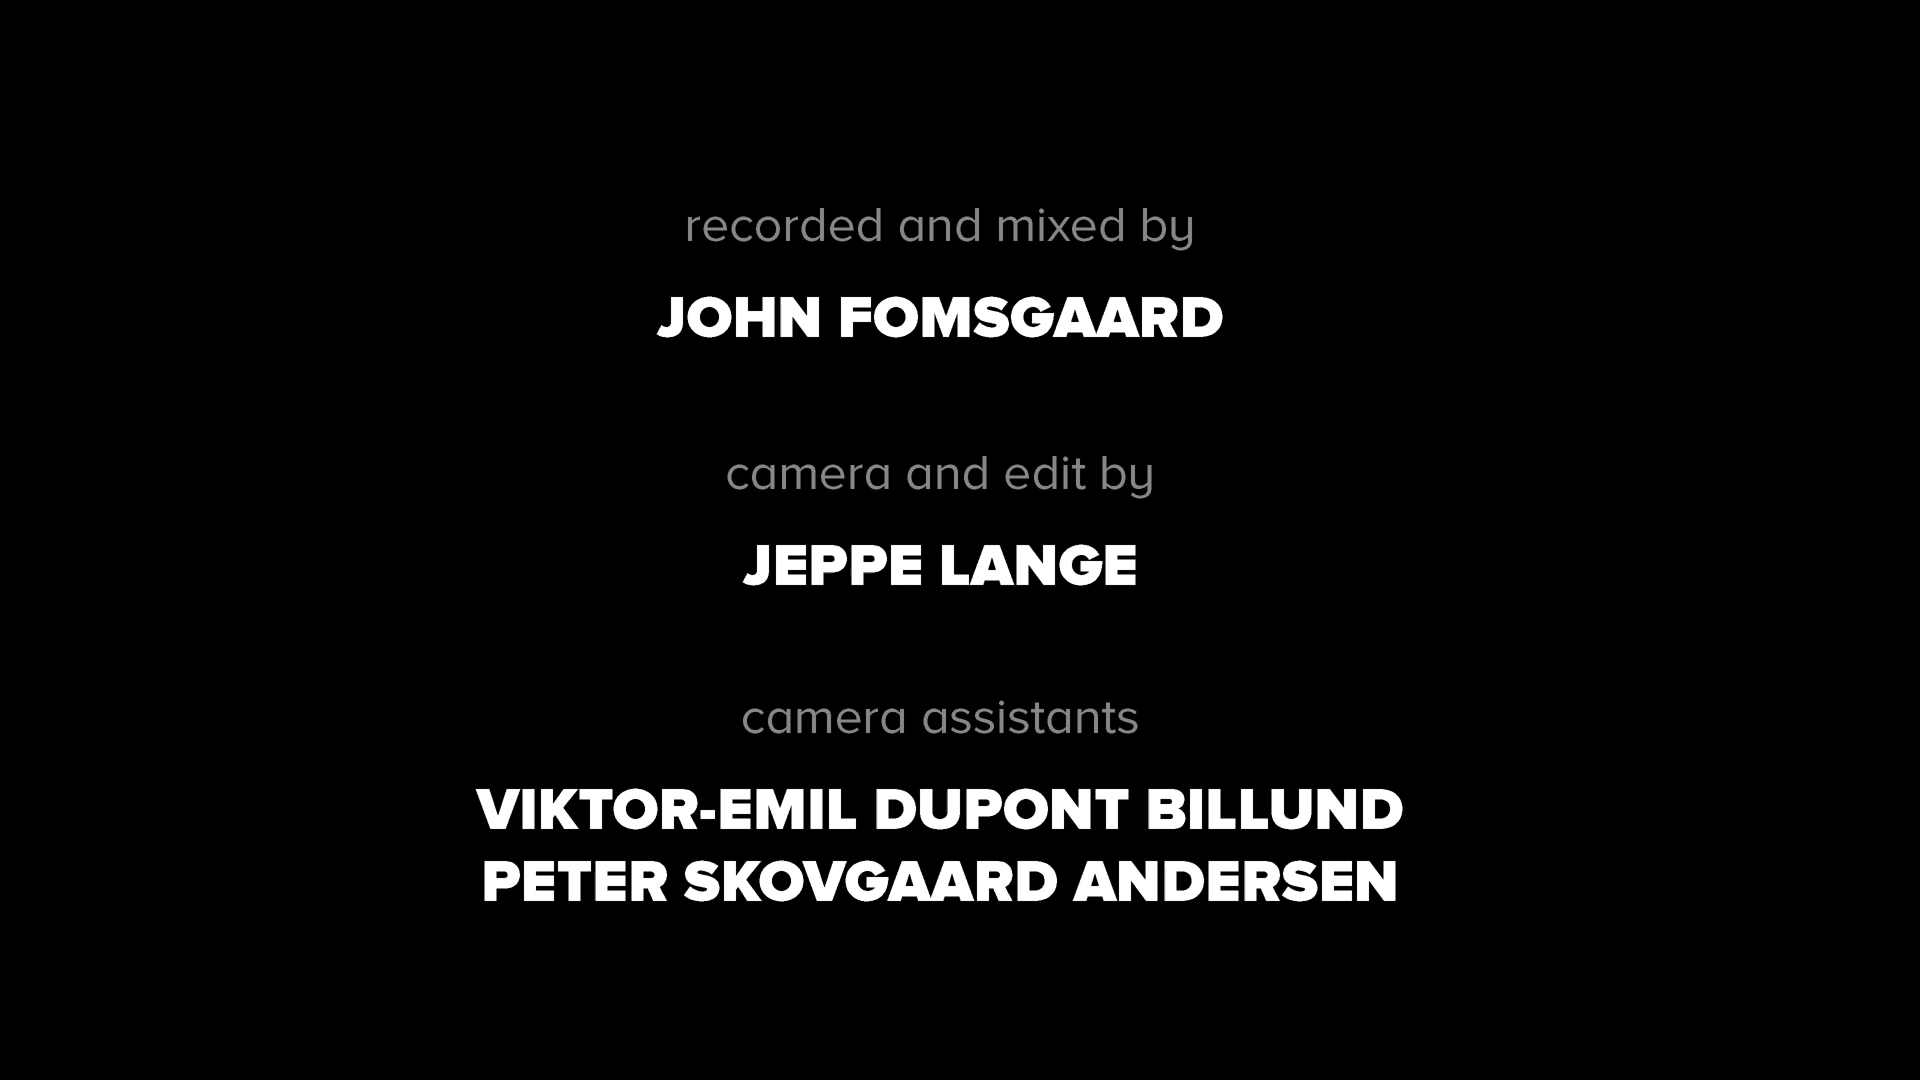 recorded and mixed by
JOHN FOMSGAARD
camera and edit by
JEPPE LANGE
camera assistants
VIKTOR-EMIL DUPONT BILLUND
PETER SKOVGAARD ANDERSEN